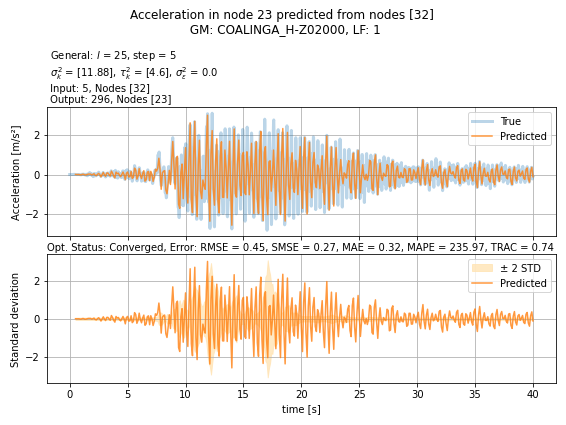 Acceleration in node 23 predicted from nodes [32]
GM: COALINGA_H-Z02000, LF: 1
General: l = 25, step = 5
σ²ₖ = [11.88], τ²ₖ = [4.6], σ²ε = 0.0
Input: 5, Nodes [32]
Output: 296, Nodes [23]
True
Predicted
Acceleration [m/s²]
2
0
−2
Opt. Status: Converged, Error: RMSE = 0.45, SMSE = 0.27, MAE = 0.32, MAPE = 235.97, TRAC = 0.74
± 2 STD
Predicted
Standard deviation
2
0
−2
0 5 10 15 20 25 30 35 40
time [s]